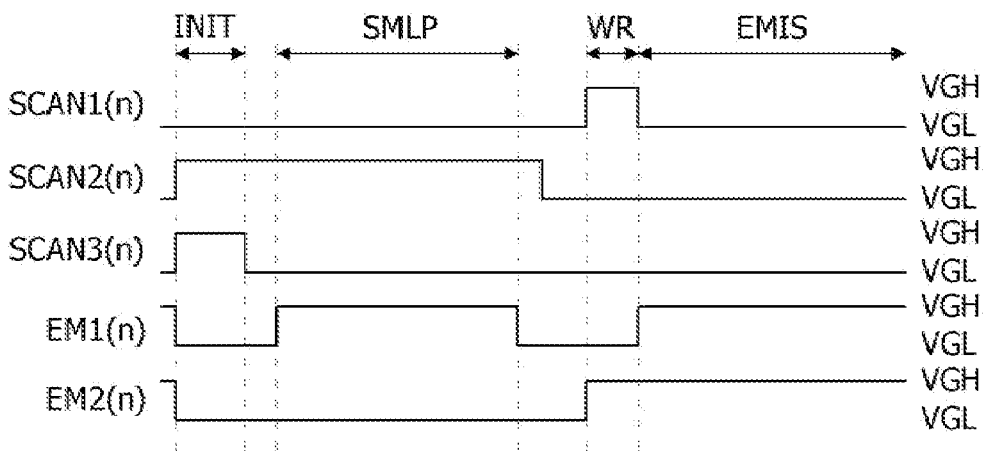 INIT SMLP WR EMIS
SCAN1(n) VGH
VGL
SCAN2(n) VGH
VGL
SCAN3(n) VGH
VGL
EM1(n) VGH
VGL
EM2(n) VGH
VGL